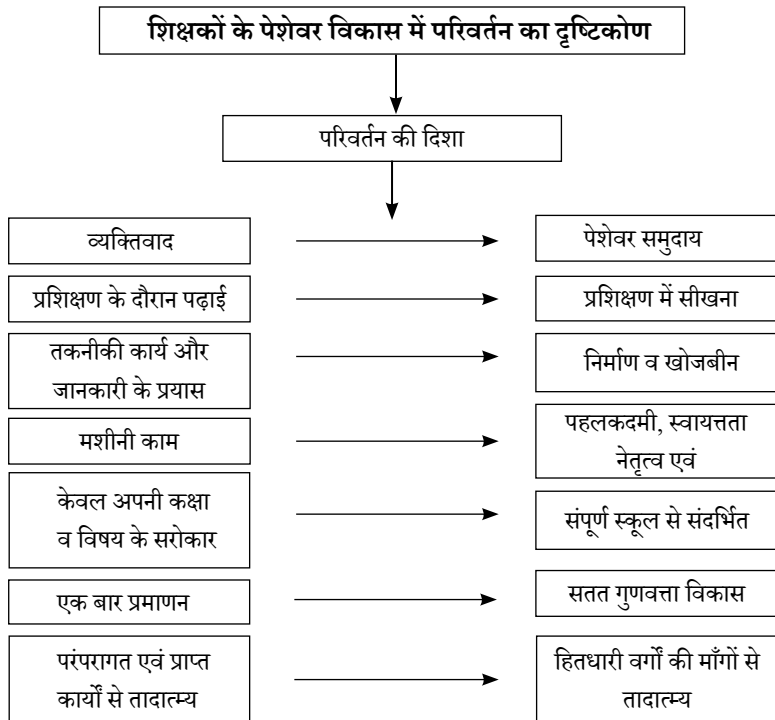 शिक्षकों के पेशेवर विकास में परिवर्तन का दृष्टिकोण
परिवर्तन की दिशा
व्यक्तिवाद
पेशेवर समुदाय
प्रशिक्षण के दौरान पढ़ाई
प्रशिक्षण में सीखना
तकनीकी कार्य और
जानकारी के प्रयास
निर्माण व खोजबीन
मशीनी काम
पहलकदमी, स्वायत्तता
नेतृत्व एवं
केवल अपनी कक्षा
व विषय के सरोकार
संपूर्ण स्कूल से संदर्भित
एक बार प्रमाणन
सतत गुणवत्ता विकास
परंपरागत एवं प्राप्त
कार्यों से तादात्म्य
हितधारी वर्गों की माँगों से
तादात्म्य